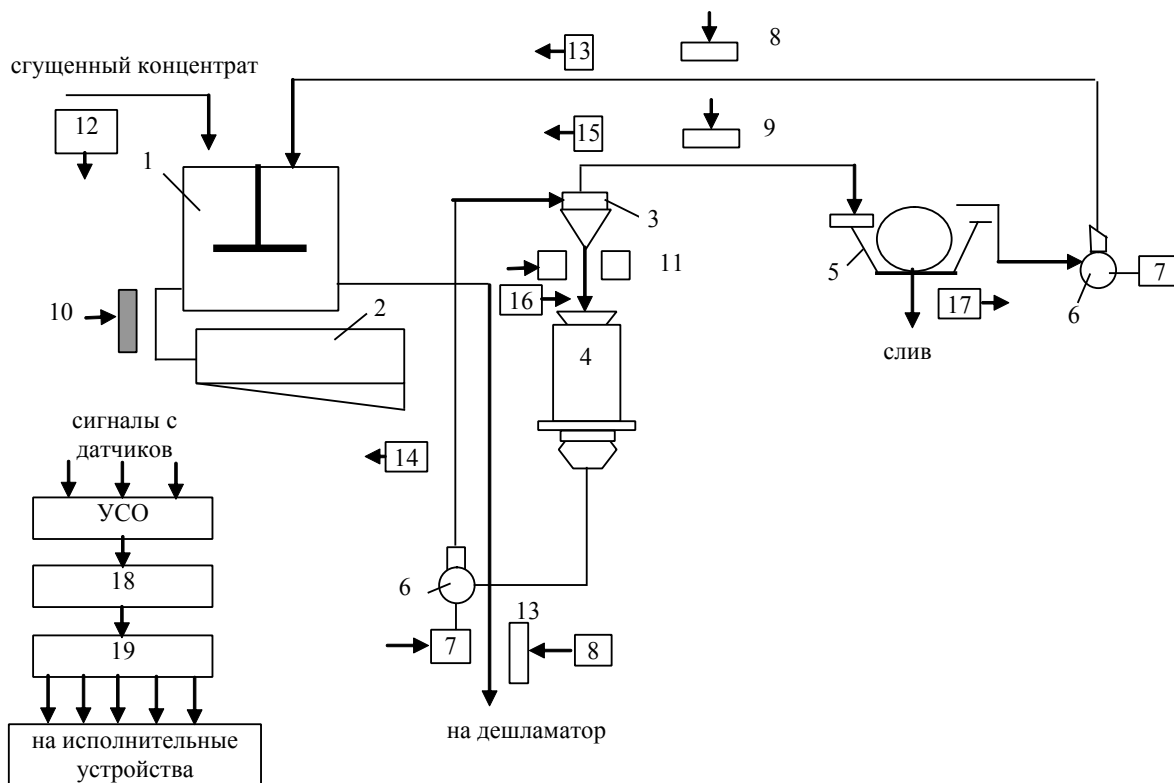 13
8
сгущенный концентрат
12
15
9
1
3
11
5
7
6
16
17
10
2
4
слив
сигналы с
датчиков
14
УСО
18
6
13
19
7
8
на дешламатор
на исполнительные
устройства